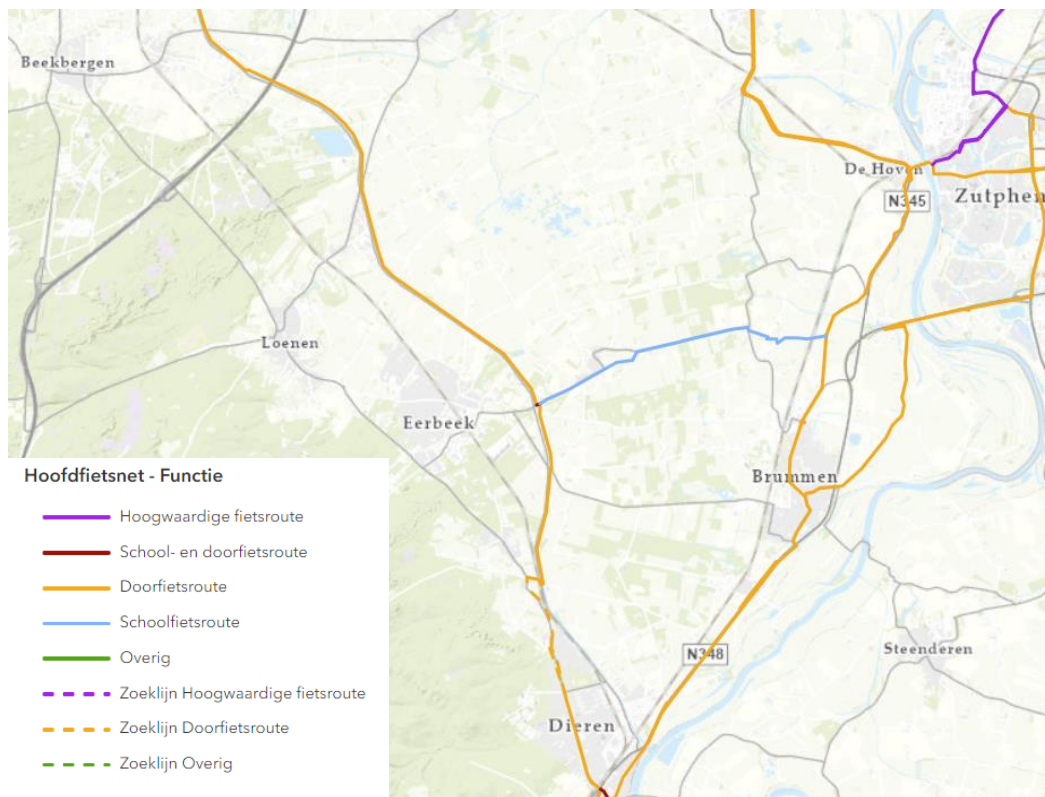 Beekbergen
De Hoven
N345
Zutphen
Loenen
Eerbeek
Brummen
N348
Steenderen
Dieren
Hoofdfietsnet - Functie
Hoogwaardige fietsroute
School- en doorfietsroute
Doorfietsroute
Schoolfietsroute
Overig
Zoeklijn Hoogwaardige fietsroute
Zoeklijn Doorfietsroute
Zoeklijn Overig